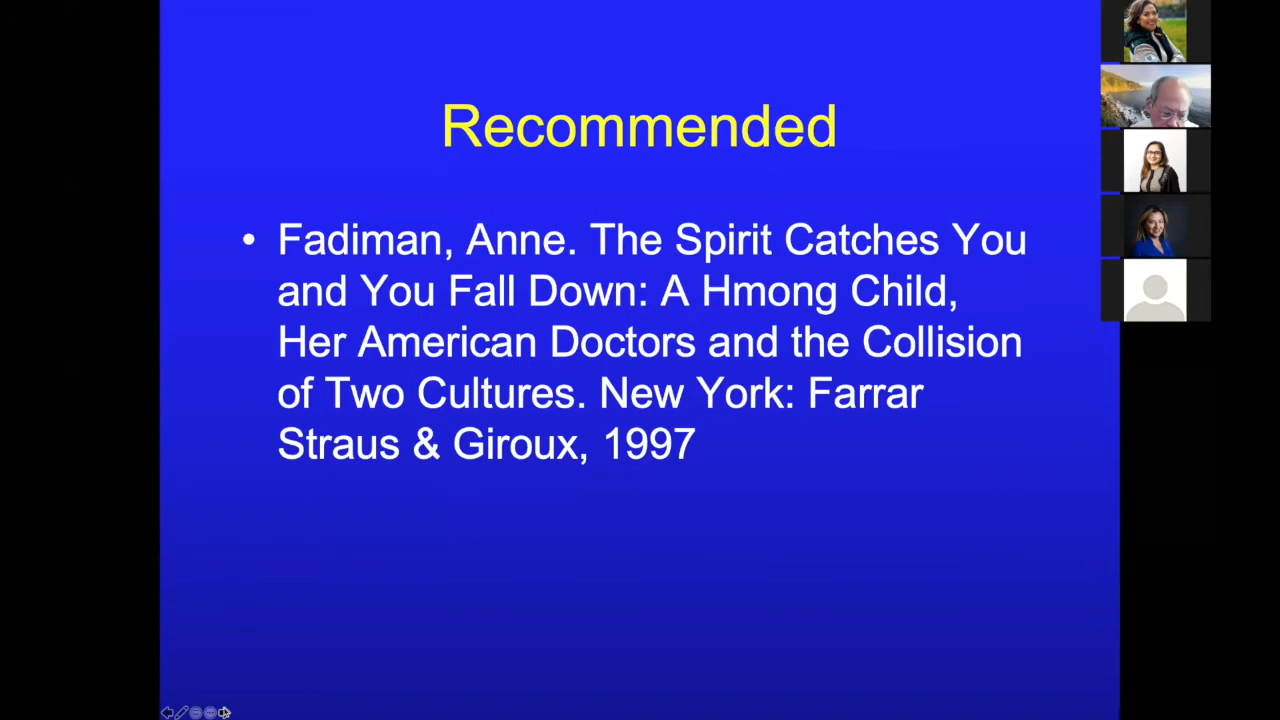 Recommended
• Fadiman, Anne. The Spirit Catches You
and You Fall Down: A Hmong Child,
Her American Doctors and the Collision
of Two Cultures. New York: Farrar
Straus & Giroux, 1997